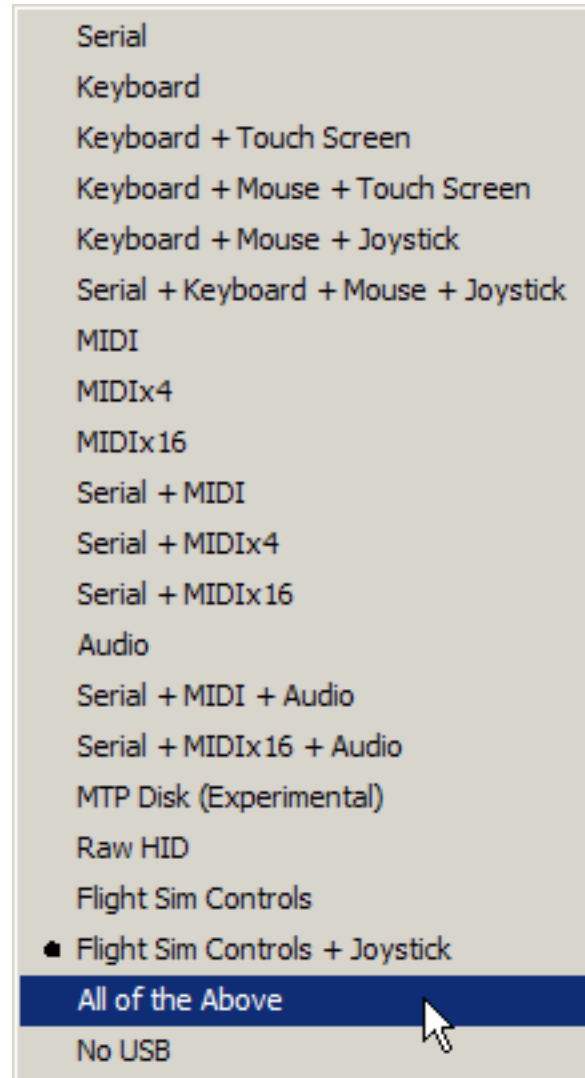 Serial
Keyboard
Keyboard + Touch Screen
Keyboard + Mouse + Touch Screen
Keyboard + Mouse + Joystick
Serial + Keyboard + Mouse + Joystick
MIDI
MIDIx4
MIDIx16
Serial + MIDI
Serial + MIDIx4
Serial + MIDIx16
Audio
Serial + MIDI + Audio
Serial + MIDIx16 + Audio
MTP Disk (Experimental)
Raw HID
Flight Sim Controls
Flight Sim Controls + Joystick
All of the Above
No USB